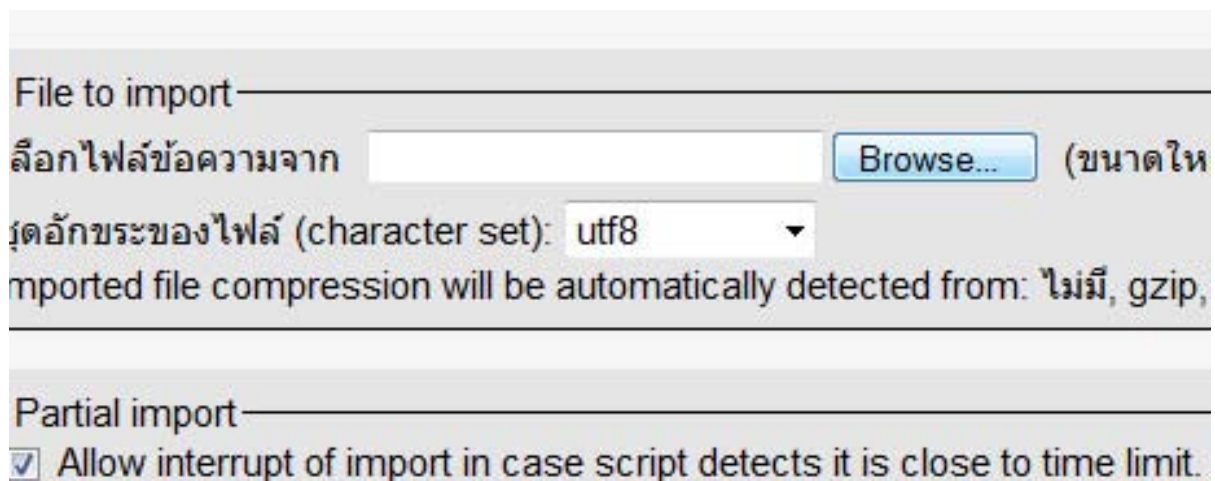 File to import
ลือกไฟล์ข้อความจาก Browse... (ขนาดให
ชุดอักขระของไฟล์ (character set): utf8
mported file compression will be automatically detected from: ไม่มี, gzip,
Partial import
Allow interrupt of import in case script detects it is close to time limit.